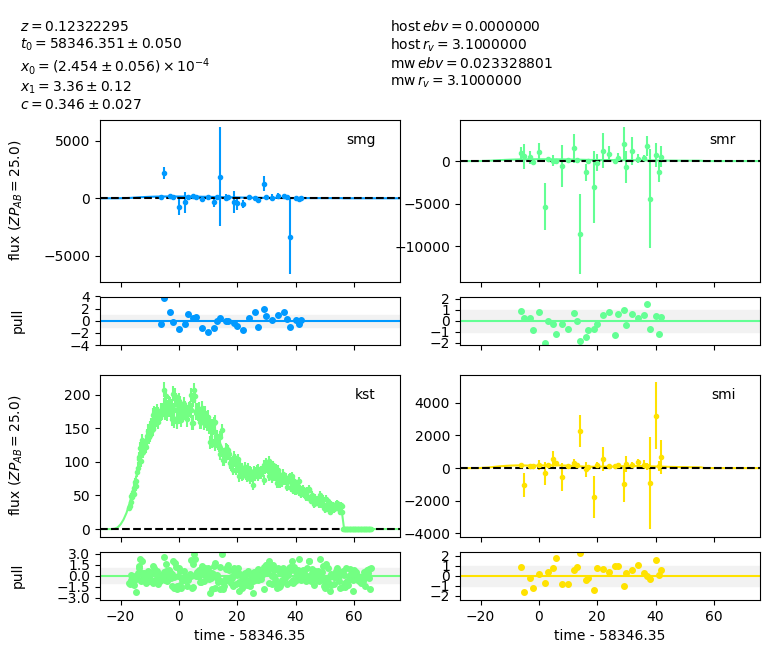 z = 0.12322295
t₀ = 58346.351 ± 0.050
x₀ = (2.454 ± 0.056) × 10⁻⁴
x₁ = 3.36 ± 0.12
c = 0.346 ± 0.027
host ebv = 0.0000000
host r_v = 3.1000000
mw ebv = 0.023328801
mw r_v = 3.1000000
smg
5000
0
−5000
flux (ZP_AB = 25.0)
smr
0
−5000
−10000
4
2
0
−2
−4
pull
2
1
0
−1
−2
kst
200
150
100
50
0
flux (ZP_AB = 25.0)
smi
4000
2000
0
−2000
−4000
3.0
1.5
0.0
−1.5
−3.0
pull
−20 0 20 40 60
time - 58346.35
2
1
0
−1
−2
−20 0 20 40 60
time - 58346.35